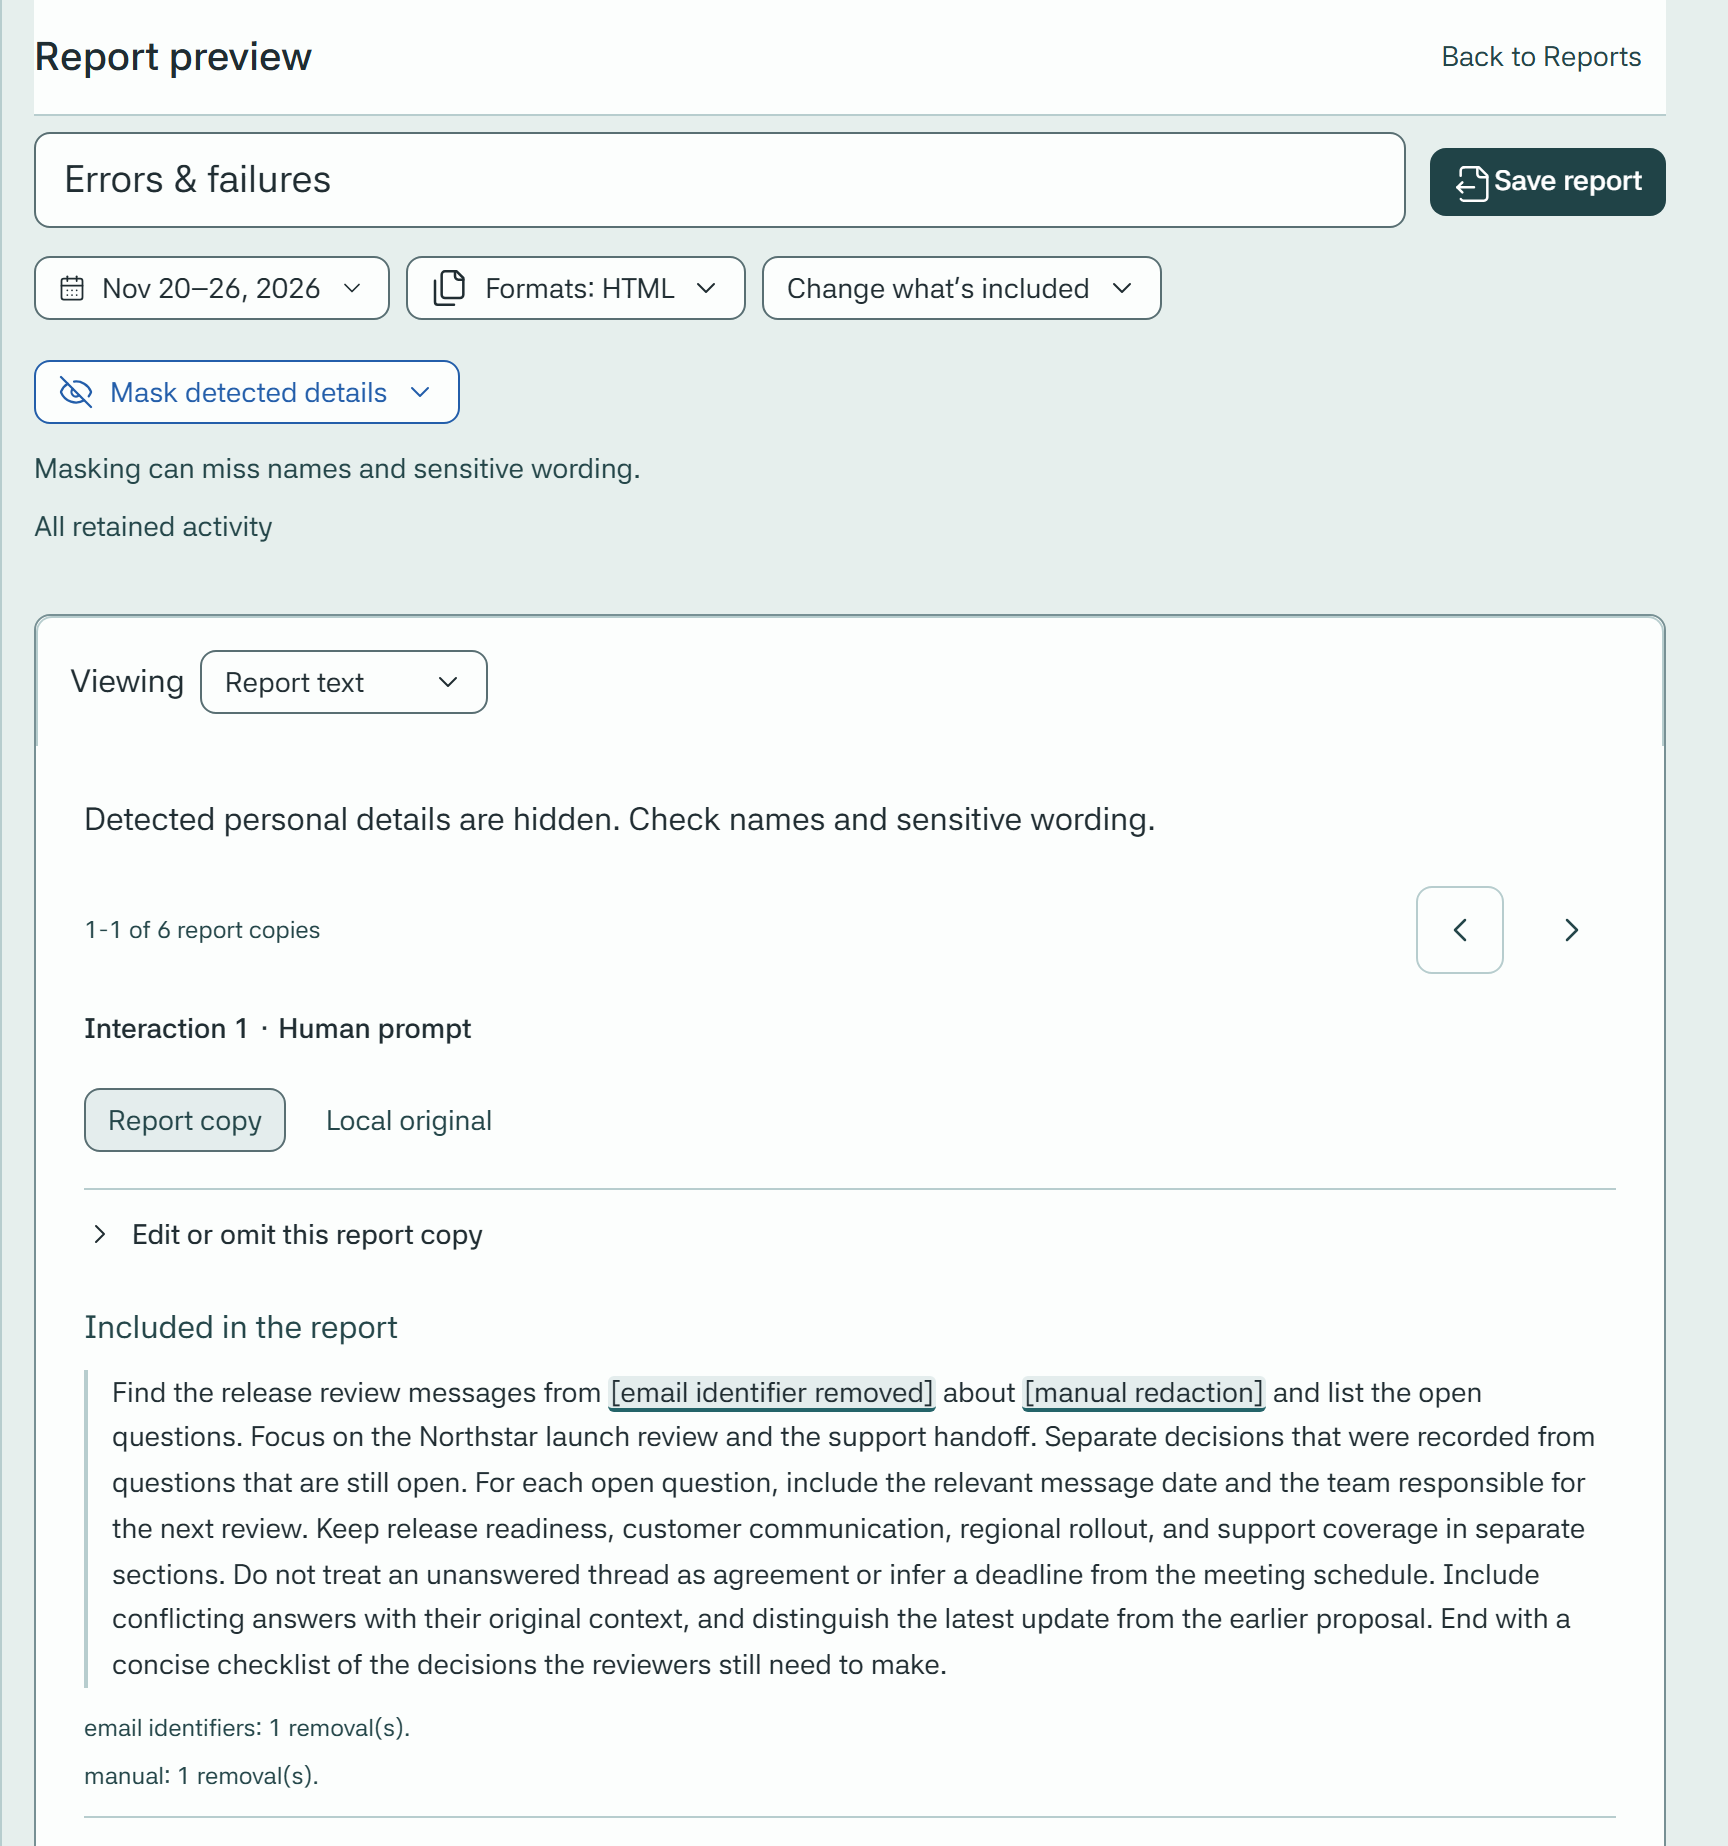 Report preview
Back to Reports
Errors & failures
Save report
Nov 20–26, 2026
Formats: HTML
Change what’s included
Mask detected details
Masking can miss names and sensitive wording.
All retained activity
Viewing
Report text
Detected personal details are hidden. Check names and sensitive wording.
1-1 of 6 report copies
Interaction 1 · Human prompt
Report copy
Local original
Edit or omit this report copy
Included in the report
Find the release review messages from [email identifier removed] about [manual redaction] and list the open
questions. Focus on the Northstar launch review and the support handoff. Separate decisions that were recorded from
questions that are still open. For each open question, include the relevant message date and the team responsible for
the next review. Keep release readiness, customer communication, regional rollout, and support coverage in separate
sections. Do not treat an unanswered thread as agreement or infer a deadline from the meeting schedule. Include
conflicting answers with their original context, and distinguish the latest update from the earlier proposal. End with a
concise checklist of the decisions the reviewers still need to make.
email identifiers: 1 removal(s).
manual: 1 removal(s).